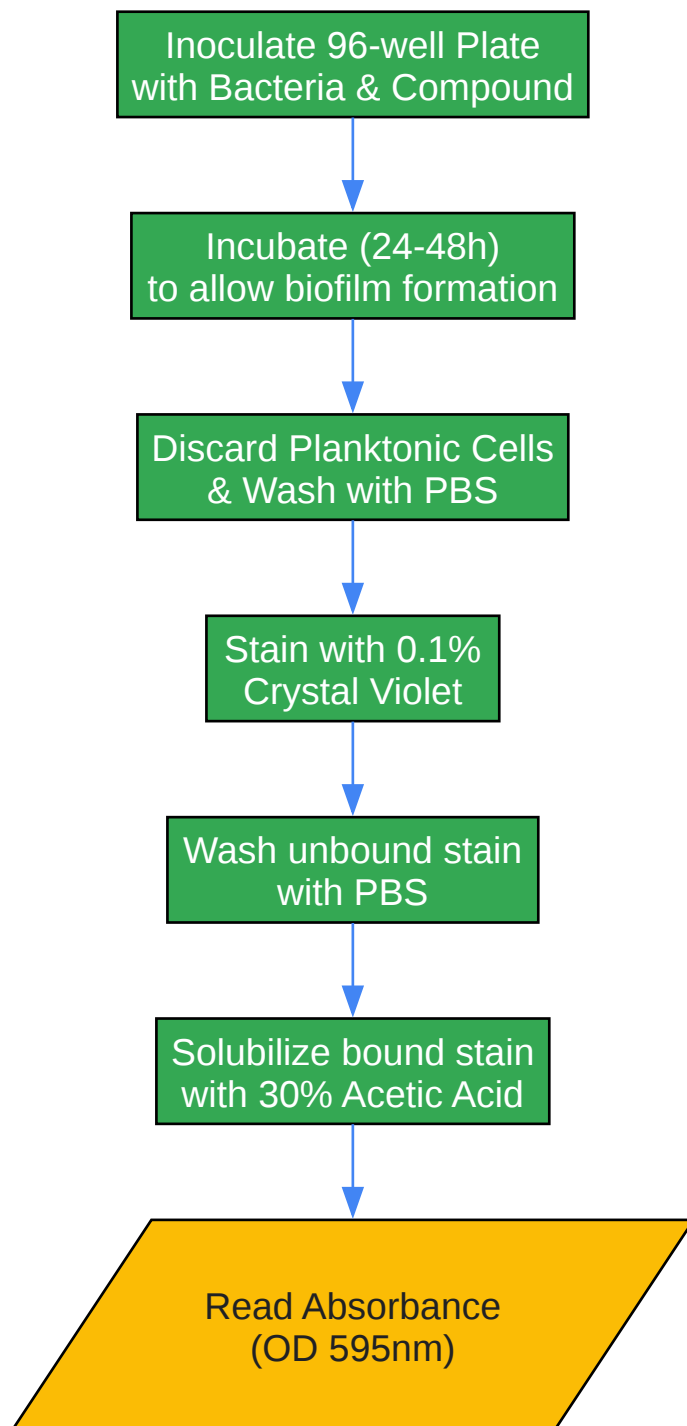 Inoculate 96-well Plate
with Bacteria & Compound
Incubate (24-48h)
to allow biofilm formation
Discard Planktonic Cells
& Wash with PBS
Stain with 0.1%
Crystal Violet
Wash unbound stain
with PBS
Solubilize bound stain
with 30% Acetic Acid
Read Absorbance
(OD 595nm)